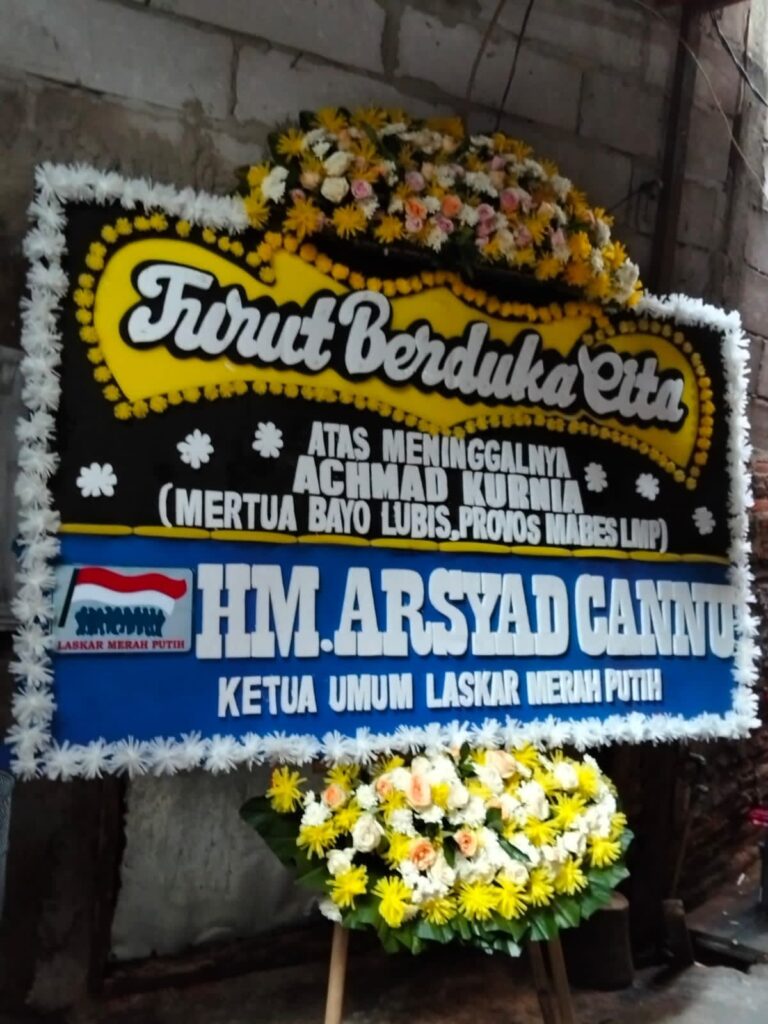 Turut Berduka Cita
ATAS MENINGGALNYA
ACHMAD KURNIA
(MERTUA BAYO LUBIS,PROVOS MABES LMP)
LASKAR MERAH PUTIH
HM.ARSYAD CANNU
KETUA UMUM LASKAR MERAH PUTIH